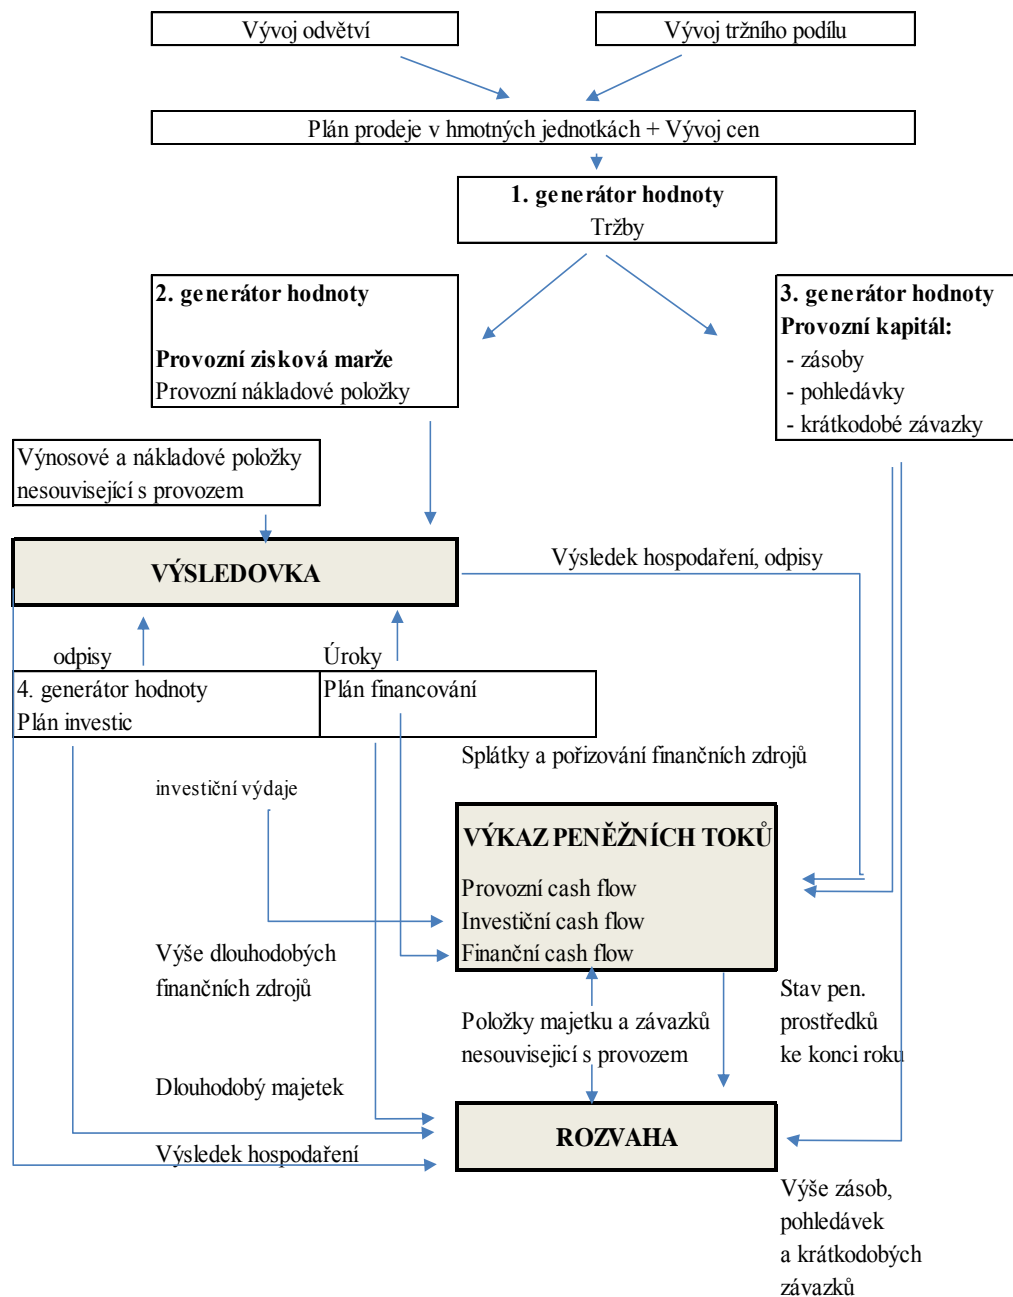 Vývoj odvětví
Vývoj tržního podílu
Plán prodeje v hmotných jednotkách + Vývoj cen
1. generátor hodnoty
Tržby
2. generátor hodnoty
Provozní zisková marže
Provozní nákladové položky
3. generátor hodnoty
Provozní kapitál:
- zásoby
- pohledávky
- krátkodobé závazky
Výnosové a nákladové položky
nesouvisející s provozem
VÝSLEDOVKA
Výsledek hospodaření, odpisy
odpisy
Úroky
4. generátor hodnoty
Plán investic
Plán financování
Splátky a pořizování finančních zdrojů
investiční výdaje
VÝKAZ PENĚŽNÍCH TOKŮ
Provozní cash flow
Investiční cash flow
Finanční cash flow
Výše dlouhodobých
finančních zdrojů
Položky majetku a závazků
nesouvisejicí s provozem
Stav pen.
prostředků
ke konci roku
Dlouhodobý majetek
ROZVAHA
Výsledek hospodaření
Výše zásob,
pohledávek
a krátkodobých
závazků